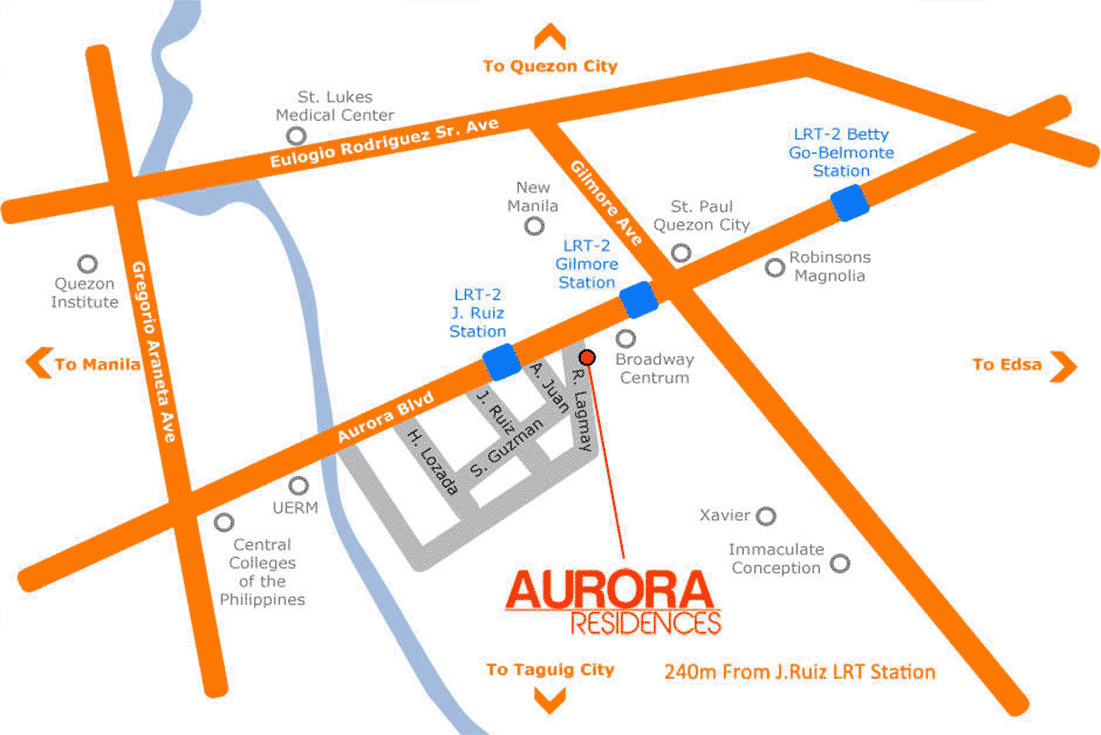 To Quezon City
St. Lukes
Medical Center
Eulogio Rodriguez Sr. Ave
LRT-2 Betty
Go-Belmonte
Station
Gilmore Ave
New
Manila
St. Paul
Quezon City
LRT-2
Gilmore
Station
Robinsons
Magnolia
Quezon
Institute
Gregorio Araneta Ave
LRT-2
J. Ruiz
Station
To Manila
Broadway
Centrum
To Edsa
Aurora Blvd
A. Juan
R. Lagmay
J. Ruiz
S. Guzman
H. Lozada
UERM
Central
Colleges
of the
Philippines
Xavier
Immaculate
Conception
AURORA
RESIDENCES
To Taguig City
240m From J.Ruiz LRT Station